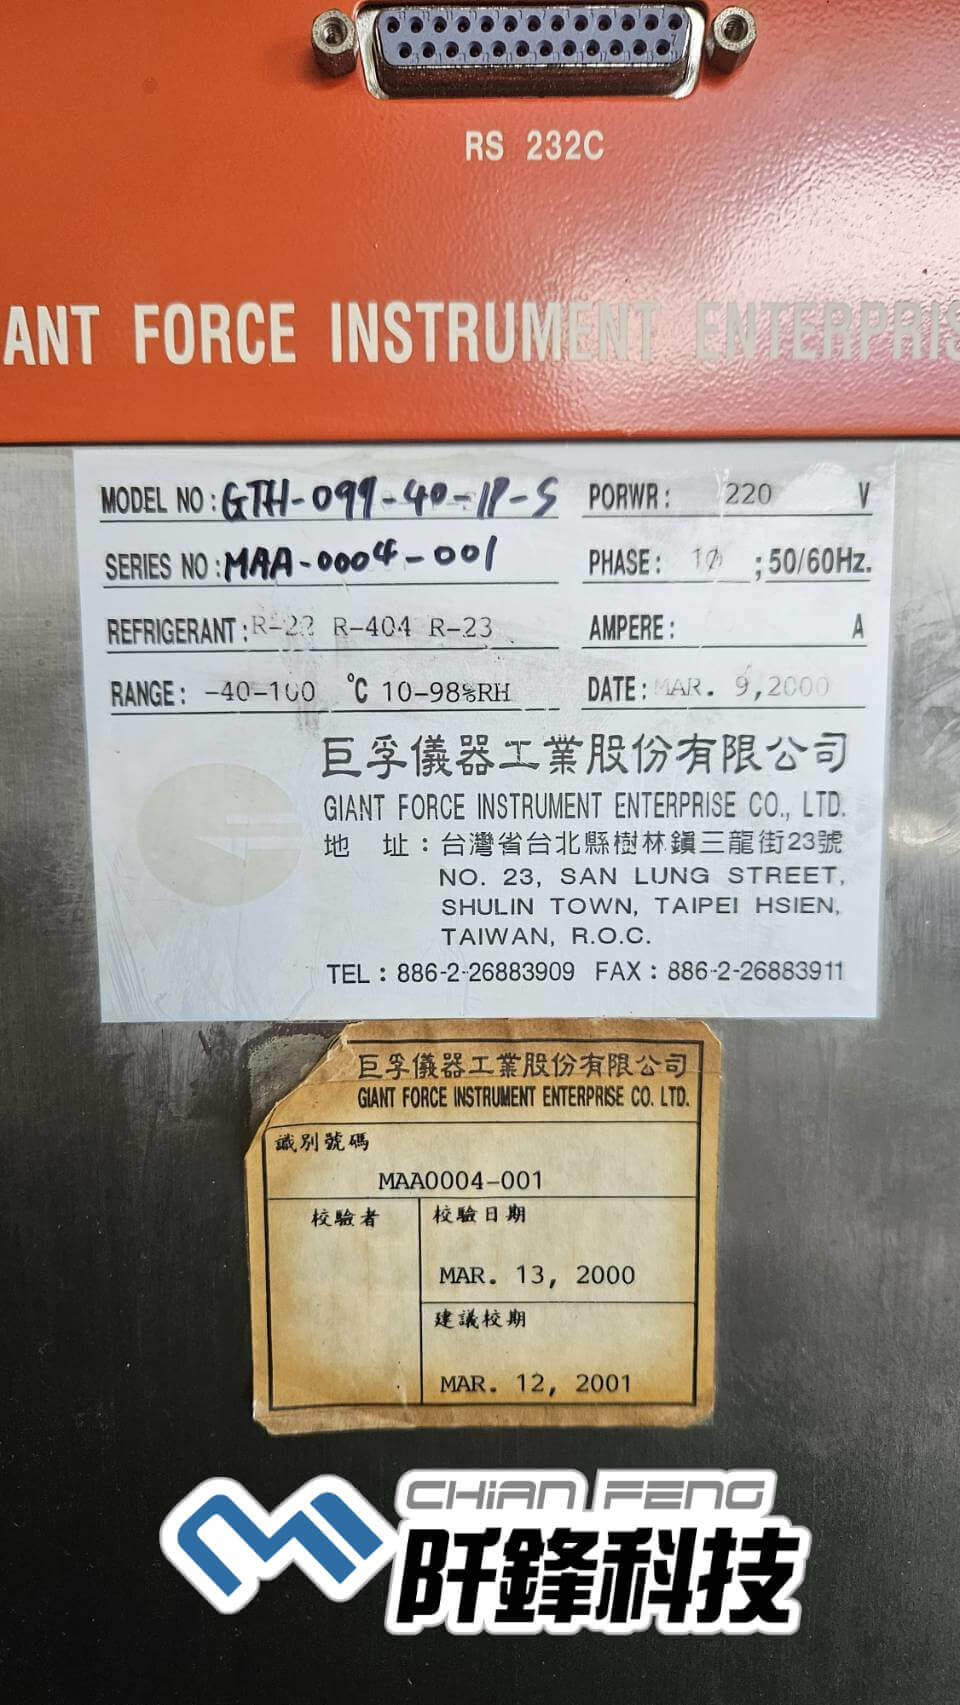 RS 232C
ANT FORCE INSTRUMENT ENTERPRIS
MODEL NO : GTH-099-40-1P-S PORWR : 220 V
SERIES NO : MAA-0004-001 PHASE : 1Ø ; 50/60Hz.
REFRIGERANT : R-22 R-404 R-23 AMPERE : A
RANGE : -40-100 °C 10-98%RH DATE : MAR. 9,2000
巨孚儀器工業股份有限公司
GIANT FORCE INSTRUMENT ENTERPRISE CO., LTD.
地 址：台灣省台北縣樹林鎮三龍街23號
NO. 23, SAN LUNG STREET,
SHULIN TOWN, TAIPEI HSIEN,
TAIWAN, R.O.C.
TEL : 886-2-26883909 FAX : 886-2-26883911
巨孚儀器工業股份有限公司
GIANT FORCE INSTRUMENT ENTERPRISE CO. LTD.
識別號碼
MAA0004-001
校驗者 校驗日期
MAR. 13, 2000
建議校期
MAR. 12, 2001
CHIAN FENG
阡鋒科技